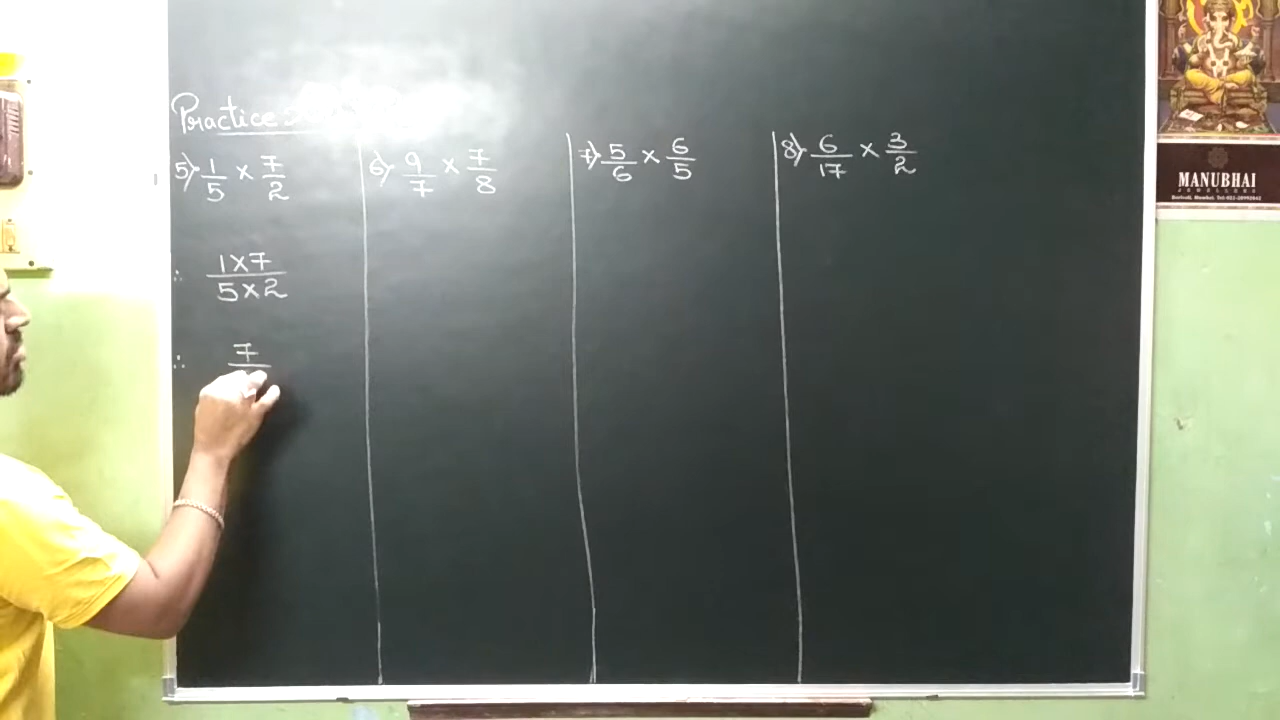 Practice
5) 1/5 × 7/2
∴ 1×7/5×2
∴ 7/
6) 9/7 × 7/8
7) 5/6 × 6/5
8) 6/17 × 3/2
MANUBHAI
JEWELLERS